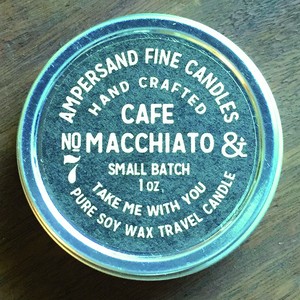 AMPERSAND FINE CANDLES
HAND CRAFTED
CAFE
NO MACCHIATO &
7
SMALL BATCH
1 oz.
TAKE ME WITH YOU
PURE SOY WAX TRAVEL CANDLE